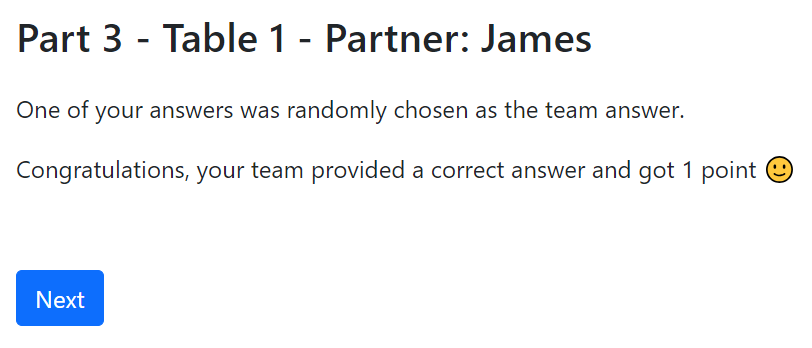 Part 3 - Table 1 - Partner: James
One of your answers was randomly chosen as the team answer.
Congratulations, your team provided a correct answer and got 1 point 🙂
Next